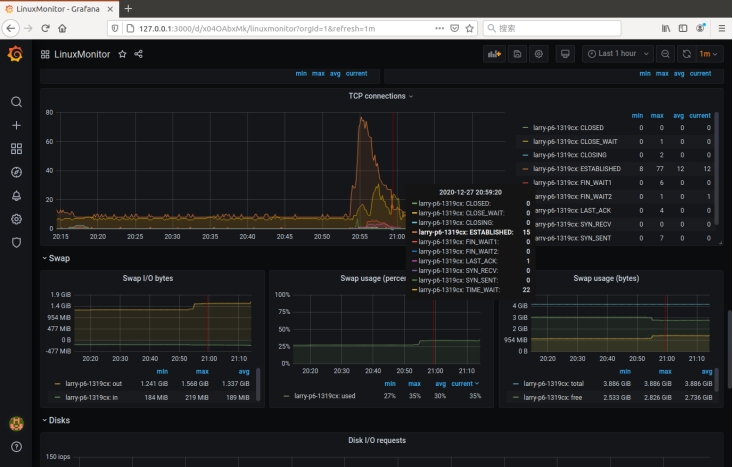 LinuxMonitor - Grafana
127.0.0.1:3000/d/x04OAbxMk/linuxmonitor?orgId=1&refresh=1m
搜索
LinuxMonitor
Last 1 hour
1m
min max avg current
min max avg current
TCP connections
80
60
40
20
0
20:15 20:20 20:25 20:30 20:35 20:40 20:45 20:50 20:55 21:00
min max avg current
larry-p6-1319cx: CLOSED 0 0 0 0
larry-p6-1319cx: CLOSE_WAIT 0 1 0 0
larry-p6-1319cx: CLOSING 0 2 0 0
larry-p6-1319cx: ESTABLISHED 8 77 12 12
larry-p6-1319cx: FIN_WAIT1 0 6 0 0
larry-p6-1319cx: FIN_WAIT2 0 1 0 1
larry-p6-1319cx: LAST_ACK 0 4 0 0
larry-p6-1319cx: SYN_RECV 0 0 0 0
larry-p6-1319cx: SYN_SENT 0 7 0 0
2020-12-27 20:59:20
larry-p6-1319cx: CLOSED: 0
larry-p6-1319cx: CLOSE_WAIT: 0
larry-p6-1319cx: CLOSING: 0
larry-p6-1319cx: ESTABLISHED: 15
larry-p6-1319cx: FIN_WAIT1: 0
larry-p6-1319cx: FIN_WAIT2: 0
larry-p6-1319cx: LAST_ACK: 1
larry-p6-1319cx: SYN_RECV: 0
larry-p6-1319cx: SYN_SENT: 0
larry-p6-1319cx: TIME_WAIT: 22
Swap
Swap I/O bytes
1.9 GiB
1.4 GiB
954 MiB
477 MiB
0 B
-477 MiB
20:20 20:30 20:40 20:50 21:00 21:10
min max avg
larry-p6-1319cx: out 1.241 GiB 1.568 GiB 1.337 GiB
larry-p6-1319cx: in 184 MiB 219 MiB 189 MiB
Swap usage (perce
100%
75%
50%
25%
0%
20:20 20:30 20:40 20:50 21:00 21:10
min max avg current
larry-p6-1319cx: used 27% 35% 30% 35%
Swap usage (bytes)
4 GiB
3 GiB
2 GiB
954 MiB
0 B
20:20 20:30 20:40 20:50 21:00 21:10
min max avg
larry-p6-1319cx: total 3.886 GiB 3.886 GiB 3.886 GiB
larry-p6-1319cx: free 2.533 GiB 2.826 GiB 2.736 GiB
Disks
Disk I/O requests
150 iops